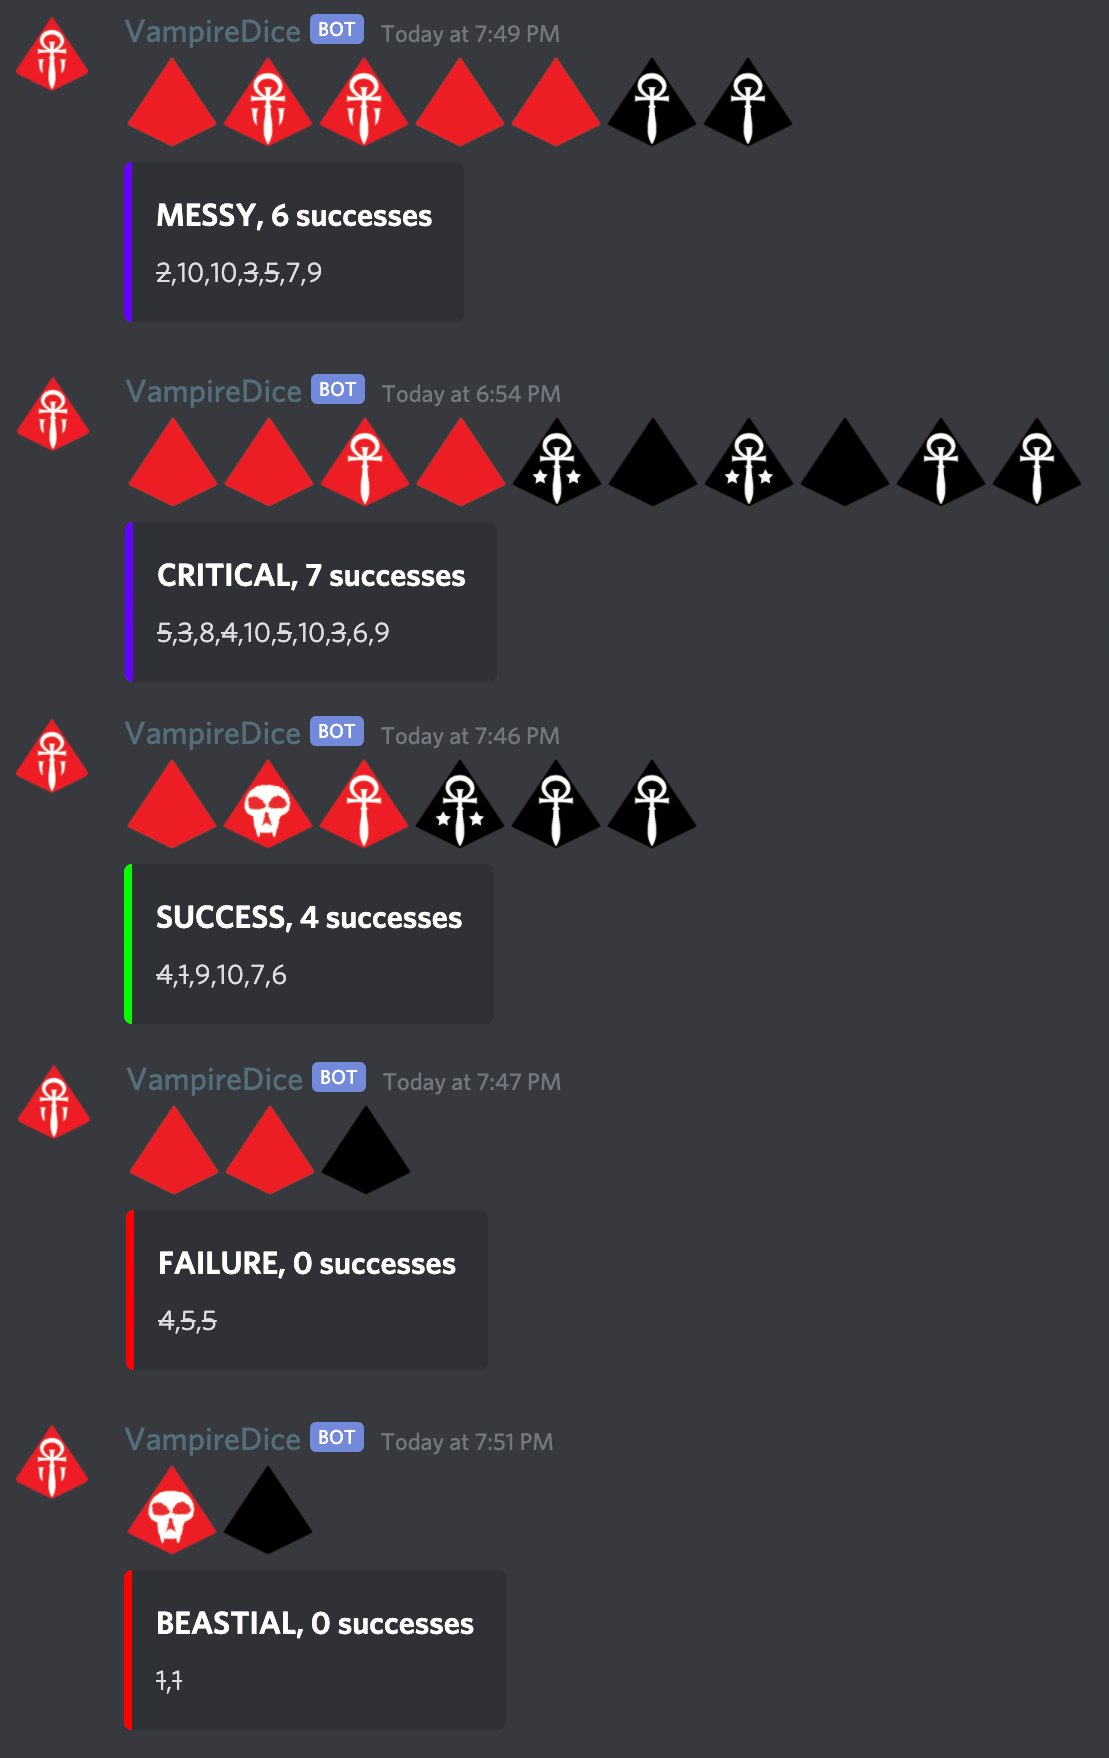 VampireDice BOT Today at 7:49 PM
MESSY, 6 successes
2,10,10,3,5,7,9
VampireDice BOT Today at 6:54 PM
CRITICAL, 7 successes
5,3,8,4,10,5,10,3,6,9
VampireDice BOT Today at 7:46 PM
SUCCESS, 4 successes
4,1,9,10,7,6
VampireDice BOT Today at 7:47 PM
FAILURE, 0 successes
4,5,5
VampireDice BOT Today at 7:51 PM
BEASTIAL, 0 successes
1,1